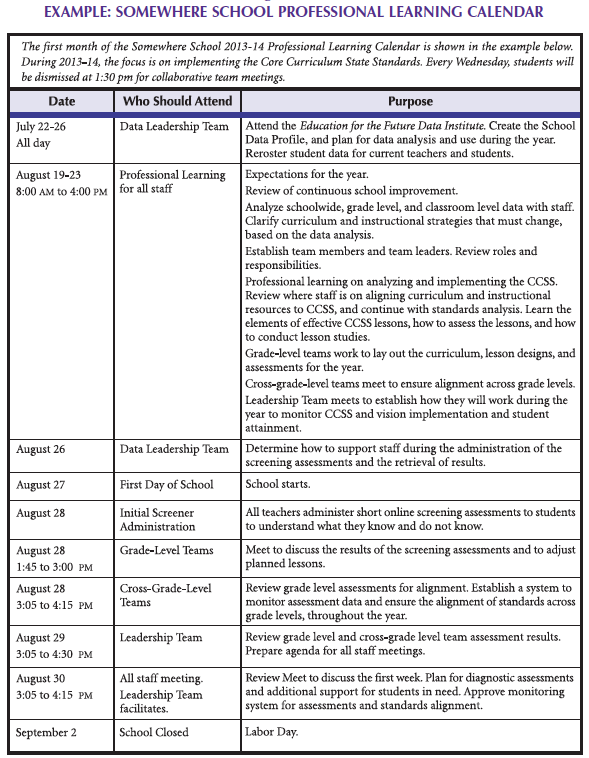 EXAMPLE: SOMEWHERE SCHOOL PROFESSIONAL LEARNING CALENDAR
The first month of the Somewhere School 2013-14 Professional Learning Calendar is shown in the example below.
During 2013–14, the focus is on implementing the Core Curriculum State Standards. Every Wednesday, students will
be dismissed at 1:30 pm for collaborative team meetings.
Date Who Should Attend Purpose
July 22-26
All day
Data Leadership Team
Attend the Education for the Future Data Institute. Create the School
Data Profile, and plan for data analysis and use during the year.
Reroster student data for current teachers and students.
August 19-23
8:00 AM to 4:00 PM
Professional Learning
for all staff
Expectations for the year.
Review of continuous school improvement.
Analyze schoolwide, grade level, and classroom level data with staff.
Clarify curriculum and instructional strategies that must change,
based on the data analysis.
Establish team members and team leaders. Review roles and
responsibilities.
Professional learning on analyzing and implementing the CCSS.
Review where staff is on aligning curriculum and instructional
resources to CCSS, and continue with standards analysis. Learn the
elements of effective CCSS lessons, how to assess the lessons, and how
to conduct lesson studies.
Grade-level teams work to lay out the curriculum, lesson designs, and
assessments for the year.
Cross-grade-level teams meet to ensure alignment across grade levels.
Leadership Team meets to establish how they will work during the
year to monitor CCSS and vision implementation and student
attainment.
August 26
Data Leadership Team
Determine how to support staff during the administration of the
screening assessments and the retrieval of results.
August 27
First Day of School
School starts.
August 28
Initial Screener
Administration
All teachers administer short online screening assessments to students
to understand what they know and do not know.
August 28
1:45 to 3:00 PM
Grade-Level Teams
Meet to discuss the results of the screening assessments and to adjust
planned lessons.
August 28
3:05 to 4:15 PM
Cross-Grade-Level
Teams
Review grade level assessments for alignment. Establish a system to
monitor assessment data and ensure the alignment of standards across
grade levels, throughout the year.
August 29
3:05 to 4:30 PM
Leadership Team
Review grade level and cross-grade level team assessment results.
Prepare agenda for all staff meetings.
August 30
3:05 to 4:15 PM
All staff meeting.
Leadership Team
facilitates.
Review Meet to discuss the first week. Plan for diagnostic assessments
and additional support for students in need. Approve monitoring
system for assessments and standards alignment.
September 2
School Closed
Labor Day.